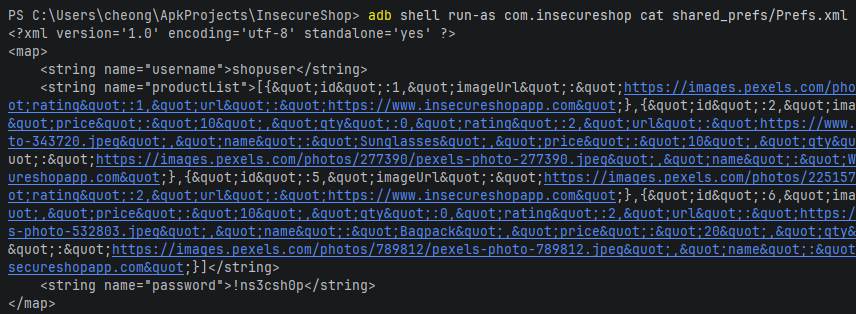 PS C:\Users\cheong\ApkProjects\InsecureShop> adb shell run-as com.insecureshop cat shared_prefs/Prefs.xml
<?xml version='1.0' encoding='utf-8' standalone='yes' ?>
<map>
    <string name="username">shopuser</string>
    <string name="productList">[{&quot;id&quot;:1,&quot;imageUrl&quot;:&quot;https://images.pexels.com/pho
ot;rating&quot;:1,&quot;url&quot;:&quot;https://www.insecureshopapp.com&quot;},{&quot;id&quot;:2,&quot;ima
&quot;price&quot;:&quot;10&quot;,&quot;qty&quot;:0,&quot;rating&quot;:2,&quot;url&quot;:&quot;https://www.
to-343720.jpeg&quot;,&quot;name&quot;:&quot;Sunglasses&quot;,&quot;price&quot;:&quot;10&quot;,&quot;qty&q
uot;:&quot;https://images.pexels.com/photos/277390/pexels-photo-277390.jpeg&quot;,&quot;name&quot;:&quot;W
ureshopapp.com&quot;},{&quot;id&quot;:5,&quot;imageUrl&quot;:&quot;https://images.pexels.com/photos/225157
ot;rating&quot;:2,&quot;url&quot;:&quot;https://www.insecureshopapp.com&quot;},{&quot;id&quot;:6,&quot;ima
uot;,&quot;price&quot;:&quot;10&quot;,&quot;qty&quot;:0,&quot;rating&quot;:2,&quot;url&quot;:&quot;https:/
s-photo-532803.jpeg&quot;,&quot;name&quot;:&quot;Bagpack&quot;,&quot;price&quot;:&quot;20&quot;,&quot;qty&
&quot;:&quot;https://images.pexels.com/photos/789812/pexels-photo-789812.jpeg&quot;,&quot;name&quot;:&quot
secureshopapp.com&quot;}]</string>
    <string name="password">!ns3csh0p</string>
</map>